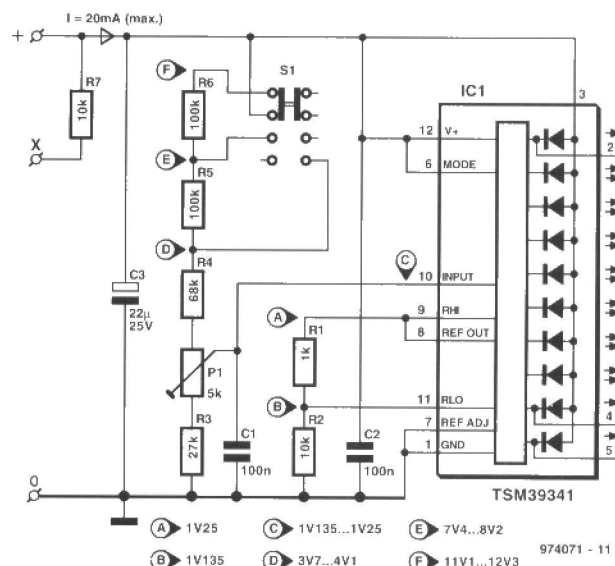 I = 20mA (max.)
+
R7
10k
X
C3
22µ
25V
0
F
R6
100k
S1
E
R5
100k
D
R4
68k
P1
5k
R3
27k
C1
100n
A
R1
1k
B
R2
10k
C2
100n
C
IC1
3
12 V+
2
6 MODE
10 INPUT
9 RHI
8 REF OUT
11 RLO
4
7 REF ADJ
1 GND
5
TSM39341
A 1V25
C 1V135...1V25
E 7V4...8V2
B 1V135
D 3V7...4V1
F 11V1...12V3
974071 - 11